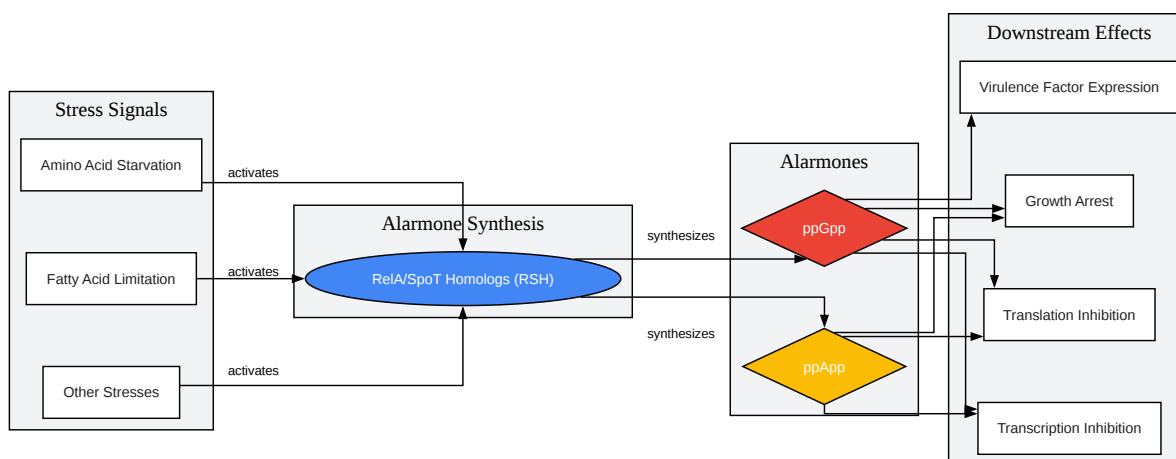 Stress Signals
Amino Acid Starvation
Fatty Acid Limitation
Other Stresses
activates
activates
activates
Alarmone Synthesis
RelA/SpoT Homologs (RSH)
synthesizes
synthesizes
Alarmones
ppGpp
ppApp
Downstream Effects
Virulence Factor Expression
Growth Arrest
Translation Inhibition
Transcription Inhibition